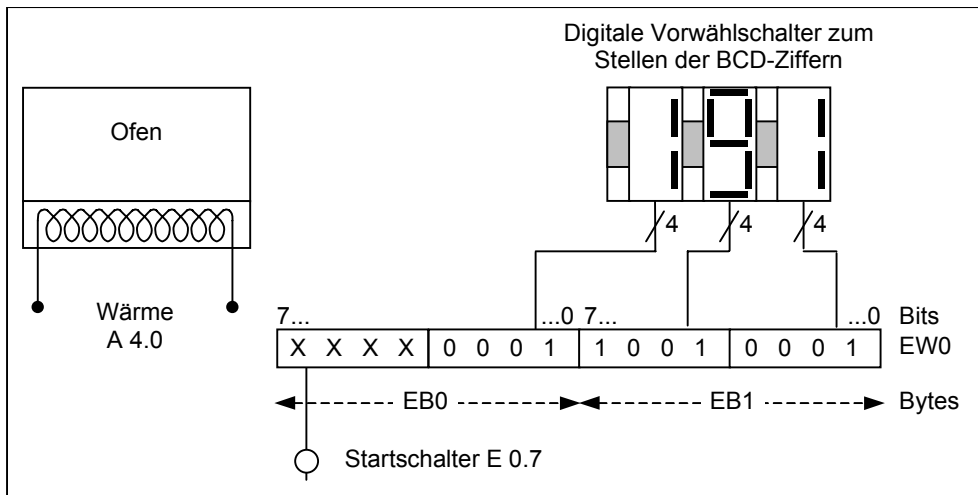 Digitale Vorwählschalter zum
Stellen der BCD-Ziffern
Ofen
191
4 4 4
Wärme
A 4.0
7... ...0 7... ...0 Bits
X X X X 0 0 0 1 1 0 0 1 0 0 0 1 EW0
EB0 EB1 Bytes
Startschalter E 0.7